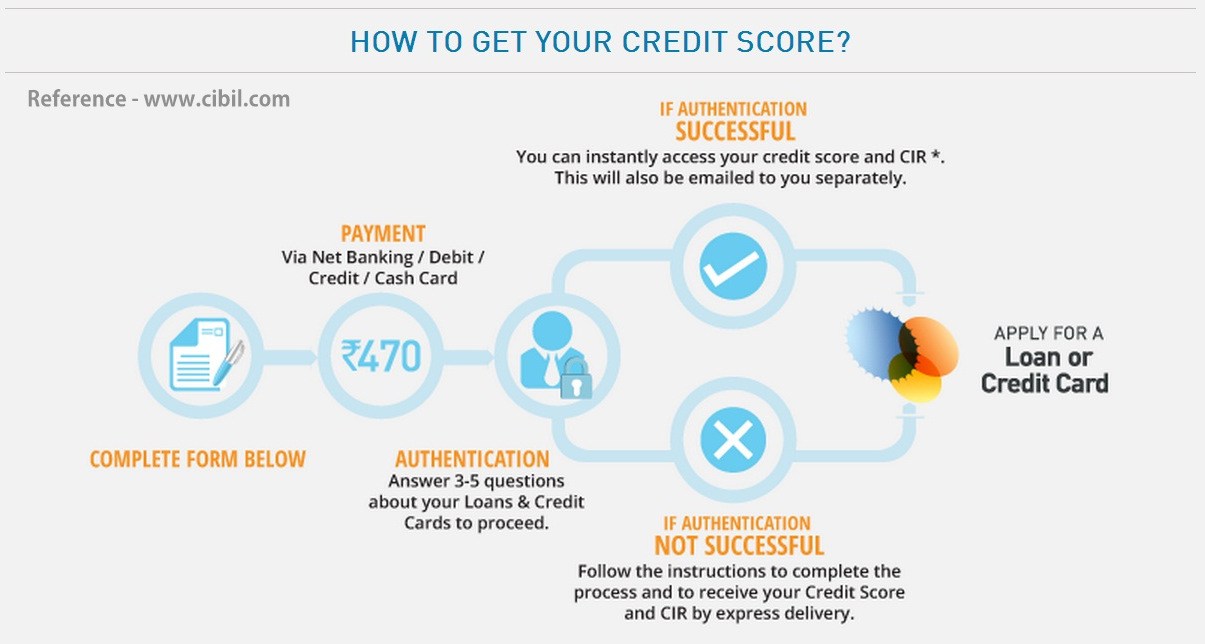 HOW TO GET YOUR CREDIT SCORE?
Reference - www.cibil.com
COMPLETE FORM BELOW
PAYMENT
Via Net Banking / Debit /
Credit / Cash Card
₹470
AUTHENTICATION
Answer 3-5 questions
about your Loans & Credit
Cards to proceed.
IF AUTHENTICATION
SUCCESSFUL
You can instantly access your credit score and CIR *.
This will also be emailed to you separately.
IF AUTHENTICATION
NOT SUCCESSFUL
Follow the instructions to complete the
process and to receive your Credit Score
and CIR by express delivery.
APPLY FOR A
Loan or
Credit Card